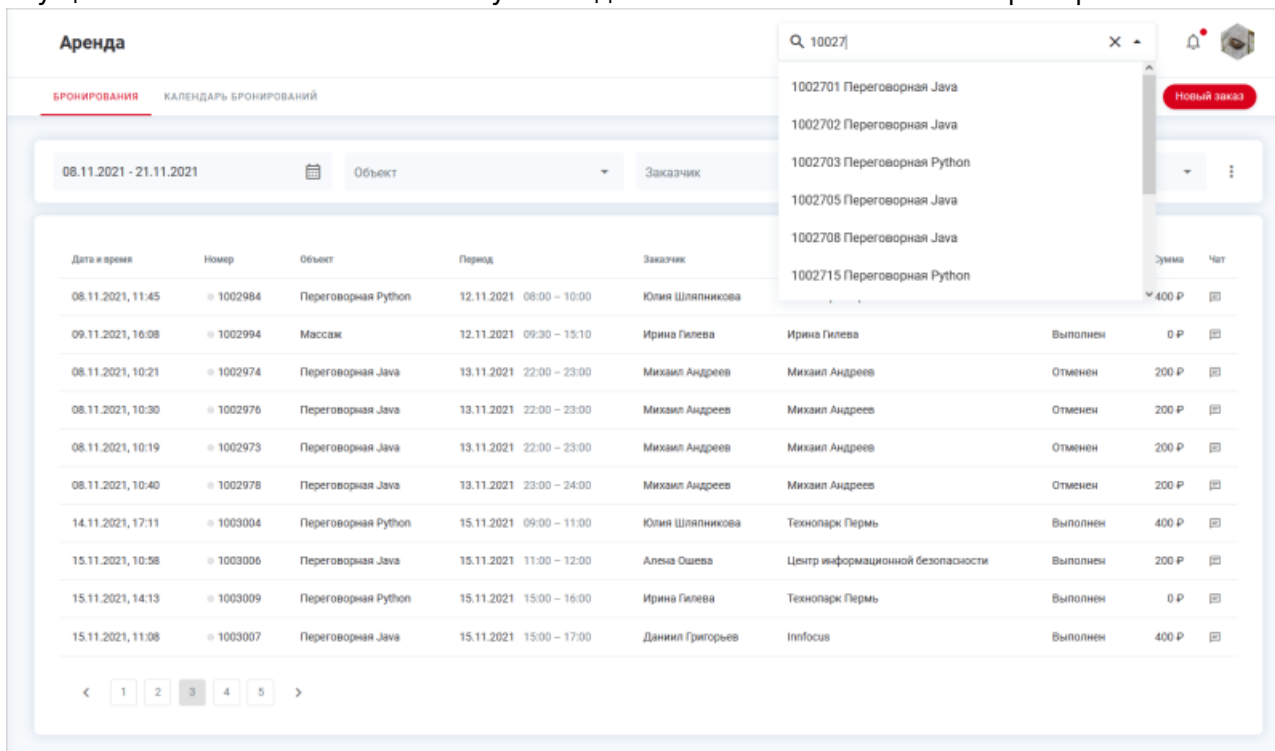 Аренда
10027
БРОНИРОВАНИЯ КАЛЕНДАРЬ БРОНИРОВАНИЙ
Новый заказ
1002701 Переговорная Java
1002702 Переговорная Java
1002703 Переговорная Python
1002705 Переговорная Java
1002708 Переговорная Java
1002715 Переговорная Python
08.11.2021 - 21.11.2021 Объект Заказчик
Дата и время Номер Объект Период Заказчик Сумма Чат
08.11.2021, 11:45 1002984 Переговорная Python 12.11.2021 08:00 – 10:00 Юлия Шляпникова 400 ₽
09.11.2021, 16:08 1002994 Массаж 12.11.2021 09:30 – 15:10 Ирина Гилева Ирина Гилева Выполнен 0 ₽
08.11.2021, 10:21 1002974 Переговорная Java 13.11.2021 22:00 – 23:00 Михаил Андреев Михаил Андреев Отменен 200 ₽
08.11.2021, 10:30 1002976 Переговорная Java 13.11.2021 22:00 – 23:00 Михаил Андреев Михаил Андреев Отменен 200 ₽
08.11.2021, 10:19 1002973 Переговорная Java 13.11.2021 22:00 – 23:00 Михаил Андреев Михаил Андреев Отменен 200 ₽
08.11.2021, 10:40 1002978 Переговорная Java 13.11.2021 23:00 – 24:00 Михаил Андреев Михаил Андреев Отменен 200 ₽
14.11.2021, 17:11 1003004 Переговорная Python 15.11.2021 09:00 – 11:00 Юлия Шляпникова Технопарк Пермь Выполнен 400 ₽
15.11.2021, 10:58 1003006 Переговорная Java 15.11.2021 11:00 – 12:00 Алена Ошева Центр информационной безопасности Выполнен 200 ₽
15.11.2021, 14:13 1003009 Переговорная Python 15.11.2021 15:00 – 16:00 Ирина Гилева Технопарк Пермь Выполнен 0 ₽
15.11.2021, 11:08 1003007 Переговорная Java 15.11.2021 15:00 – 17:00 Даниил Григорьев Innfocus Выполнен 400 ₽
1 2 3 4 5